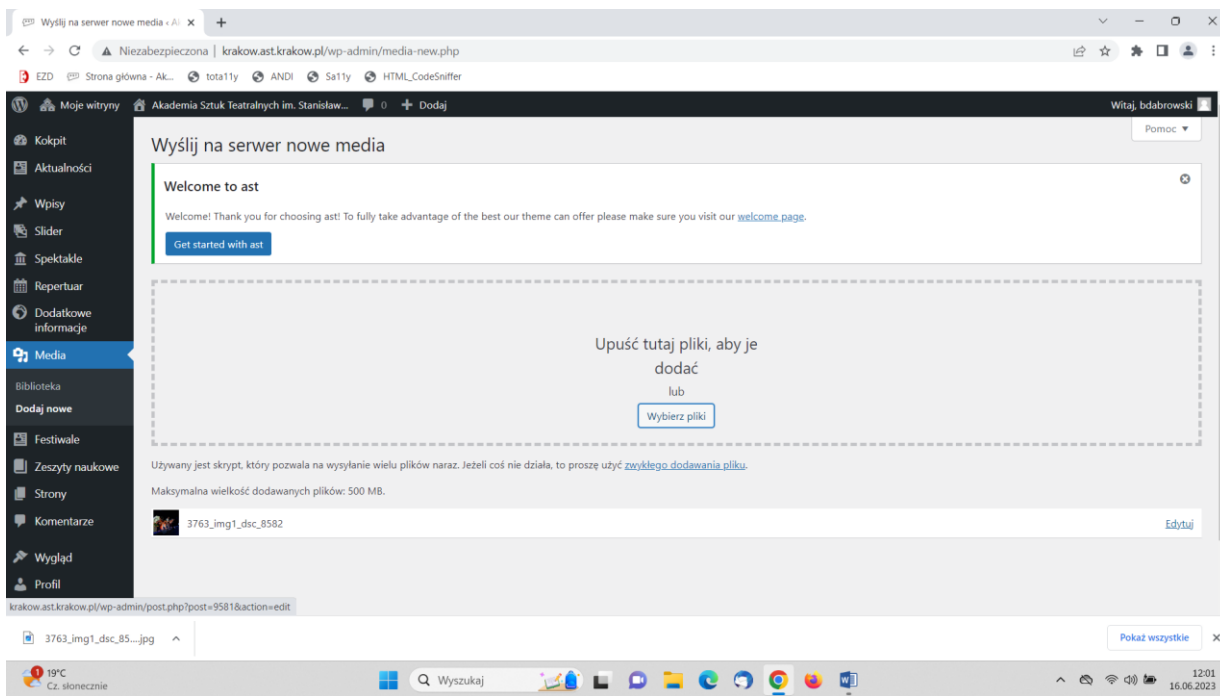 Wyślij na serwer nowe media ‹ Al
Niezabezpieczona | krakow.ast.krakow.pl/wp-admin/media-new.php
EZD Strona główna - Ak... tota11y ANDI Sa11y HTML_CodeSniffer
Moje witryny Akademia Sztuk Teatralnych im. Stanisław... 0 + Dodaj Witaj, bdabrowski
Pomoc
Kokpit
Aktualności
Wpisy
Slider
Spektakle
Repertuar
Dodatkowe
informacje
Media
Biblioteka
Dodaj nowe
Festiwale
Zeszyty naukowe
Strony
Komentarze
Wygląd
Profil
Wyślij na serwer nowe media
Welcome to ast
Welcome! Thank you for choosing ast! To fully take advantage of the best our theme can offer please make sure you visit our welcome page.
Get started with ast
Upuść tutaj pliki, aby je
dodać
lub
Wybierz pliki
Używany jest skrypt, który pozwala na wysyłanie wielu plików naraz. Jeżeli coś nie działa, to proszę użyć zwykłego dodawania pliku.
Maksymalna wielkość dodawanych plików: 500 MB.
3763_img1_dsc_8582 Edytuj
krakow.ast.krakow.pl/wp-admin/post.php?post=9581&action=edit
3763_img1_dsc_85....jpg Pokaż wszystkie
1 19°C
Cz. słonecznie
Wyszukaj
12:01
16.06.2023